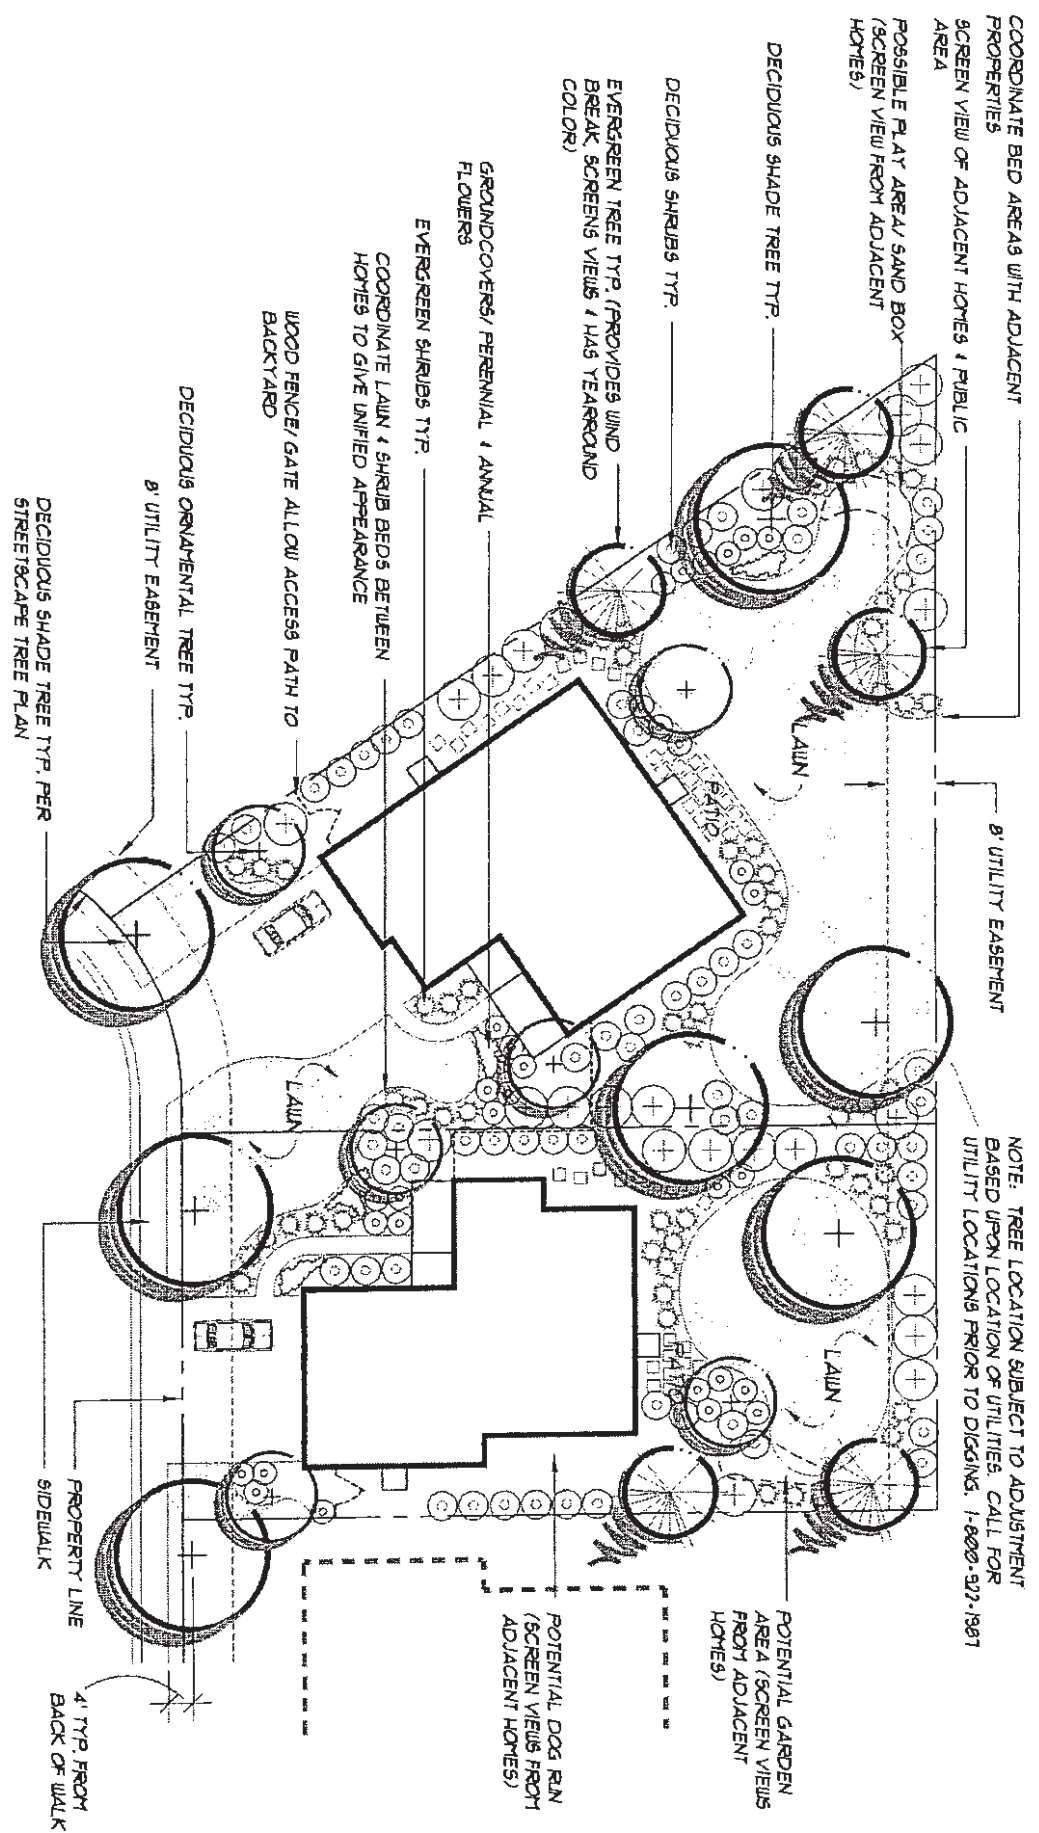 COORDINATE BED AREAS WITH ADJACENT
PROPERTIES
SCREEN VIEW OF ADJACENT HOMES & PUBLIC
AREA
POSSIBLE PLAY AREA/ SAND BOX
(SCREEN VIEW FROM ADJACENT
HOMES)
DECIDUOUS SHADE TREE TYP.
DECIDUOUS SHRUBS TYP.
EVERGREEN TREE TYP. (PROVIDES WIND
BREAK, SCREENS VIEWS & HAS YEARROUND
COLOR)
GROUNDCOVERS/ PERENNIAL & ANNUAL
FLOWERS
EVERGREEN SHRUBS TYP.
COORDINATE LAWN & SHRUB BEDS BETWEEN
HOMES TO GIVE UNIFIED APPEARANCE
WOOD FENCE/ GATE ALLOW ACCESS PATH TO
BACKYARD
DECIDUOUS ORNAMENTAL TREE TYP.
8' UTILITY EASEMENT
DECIDUOUS SHADE TREE TYP. PER
STREETSCAPE TREE PLAN
LAWN
PATIO
8' UTILITY EASEMENT
LAWN
LAWN
PATIO
NOTE: TREE LOCATION SUBJECT TO ADJUSTMENT
BASED UPON LOCATION OF UTILITIES. CALL FOR
UTILITY LOCATIONS PRIOR TO DIGGING. 1-800-922-1987
POTENTIAL GARDEN
AREA (SCREEN VIEWS
FROM ADJACENT
HOMES)
POTENTIAL DOG RUN
(SCREEN VIEWS FROM
ADJACENT HOMES)
PROPERTY LINE
SIDEWALK
4' TYP. FROM
BACK OF WALK